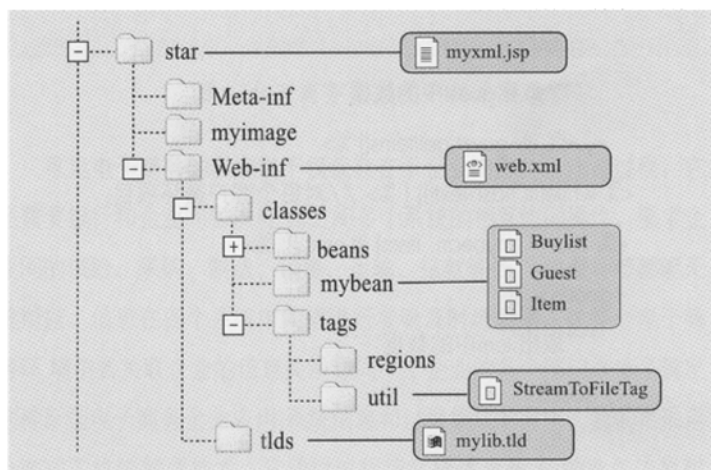 star
myxml.jsp
Meta-inf
myimage
Web-inf
web.xml
classes
beans
mybean
Buylist
Guest
Item
tags
regions
util
StreamToFileTag
tlds
mylib.tld